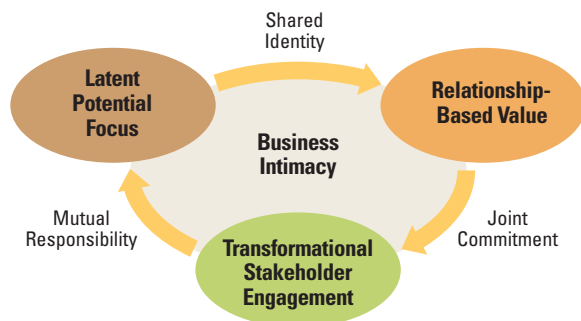 Shared
Identity
Latent
Potential
Focus
Relationship-
Based Value
Business
Intimacy
Mutual
Responsibility
Joint
Commitment
Transformational
Stakeholder
Engagement